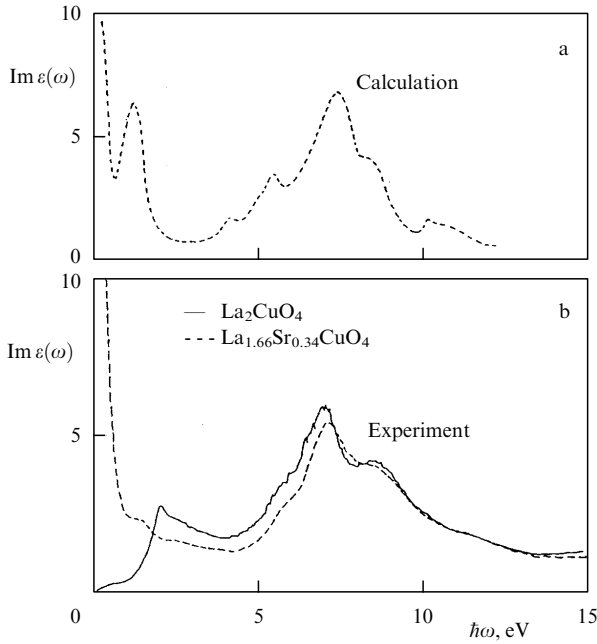 10
a
Im ε(ω)
Calculation
5
0
10
b
La₂CuO₄
La₁.₆₆Sr₀.₃₄CuO₄
Im ε(ω)
Experiment
5
0
5
10
15
ħω, eV